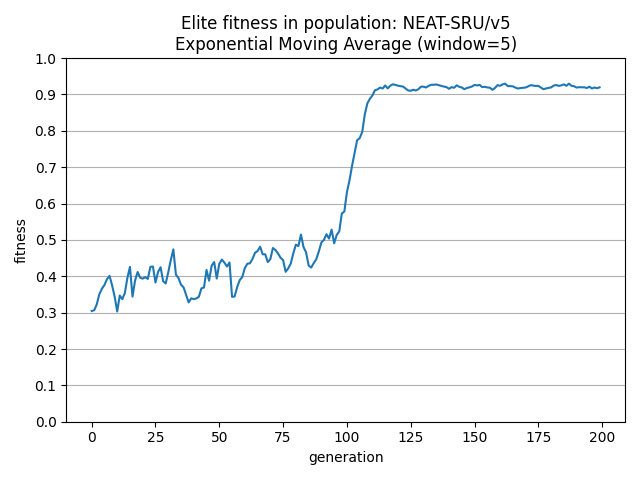 Elite fitness in population: NEAT-SRU/v5
Exponential Moving Average (window=5)
1.0
0.9
0.8
0.7
0.6
0.5
0.4
0.3
0.2
0.1
0.0
fitness
0 25 50 75 100 125 150 175 200
generation